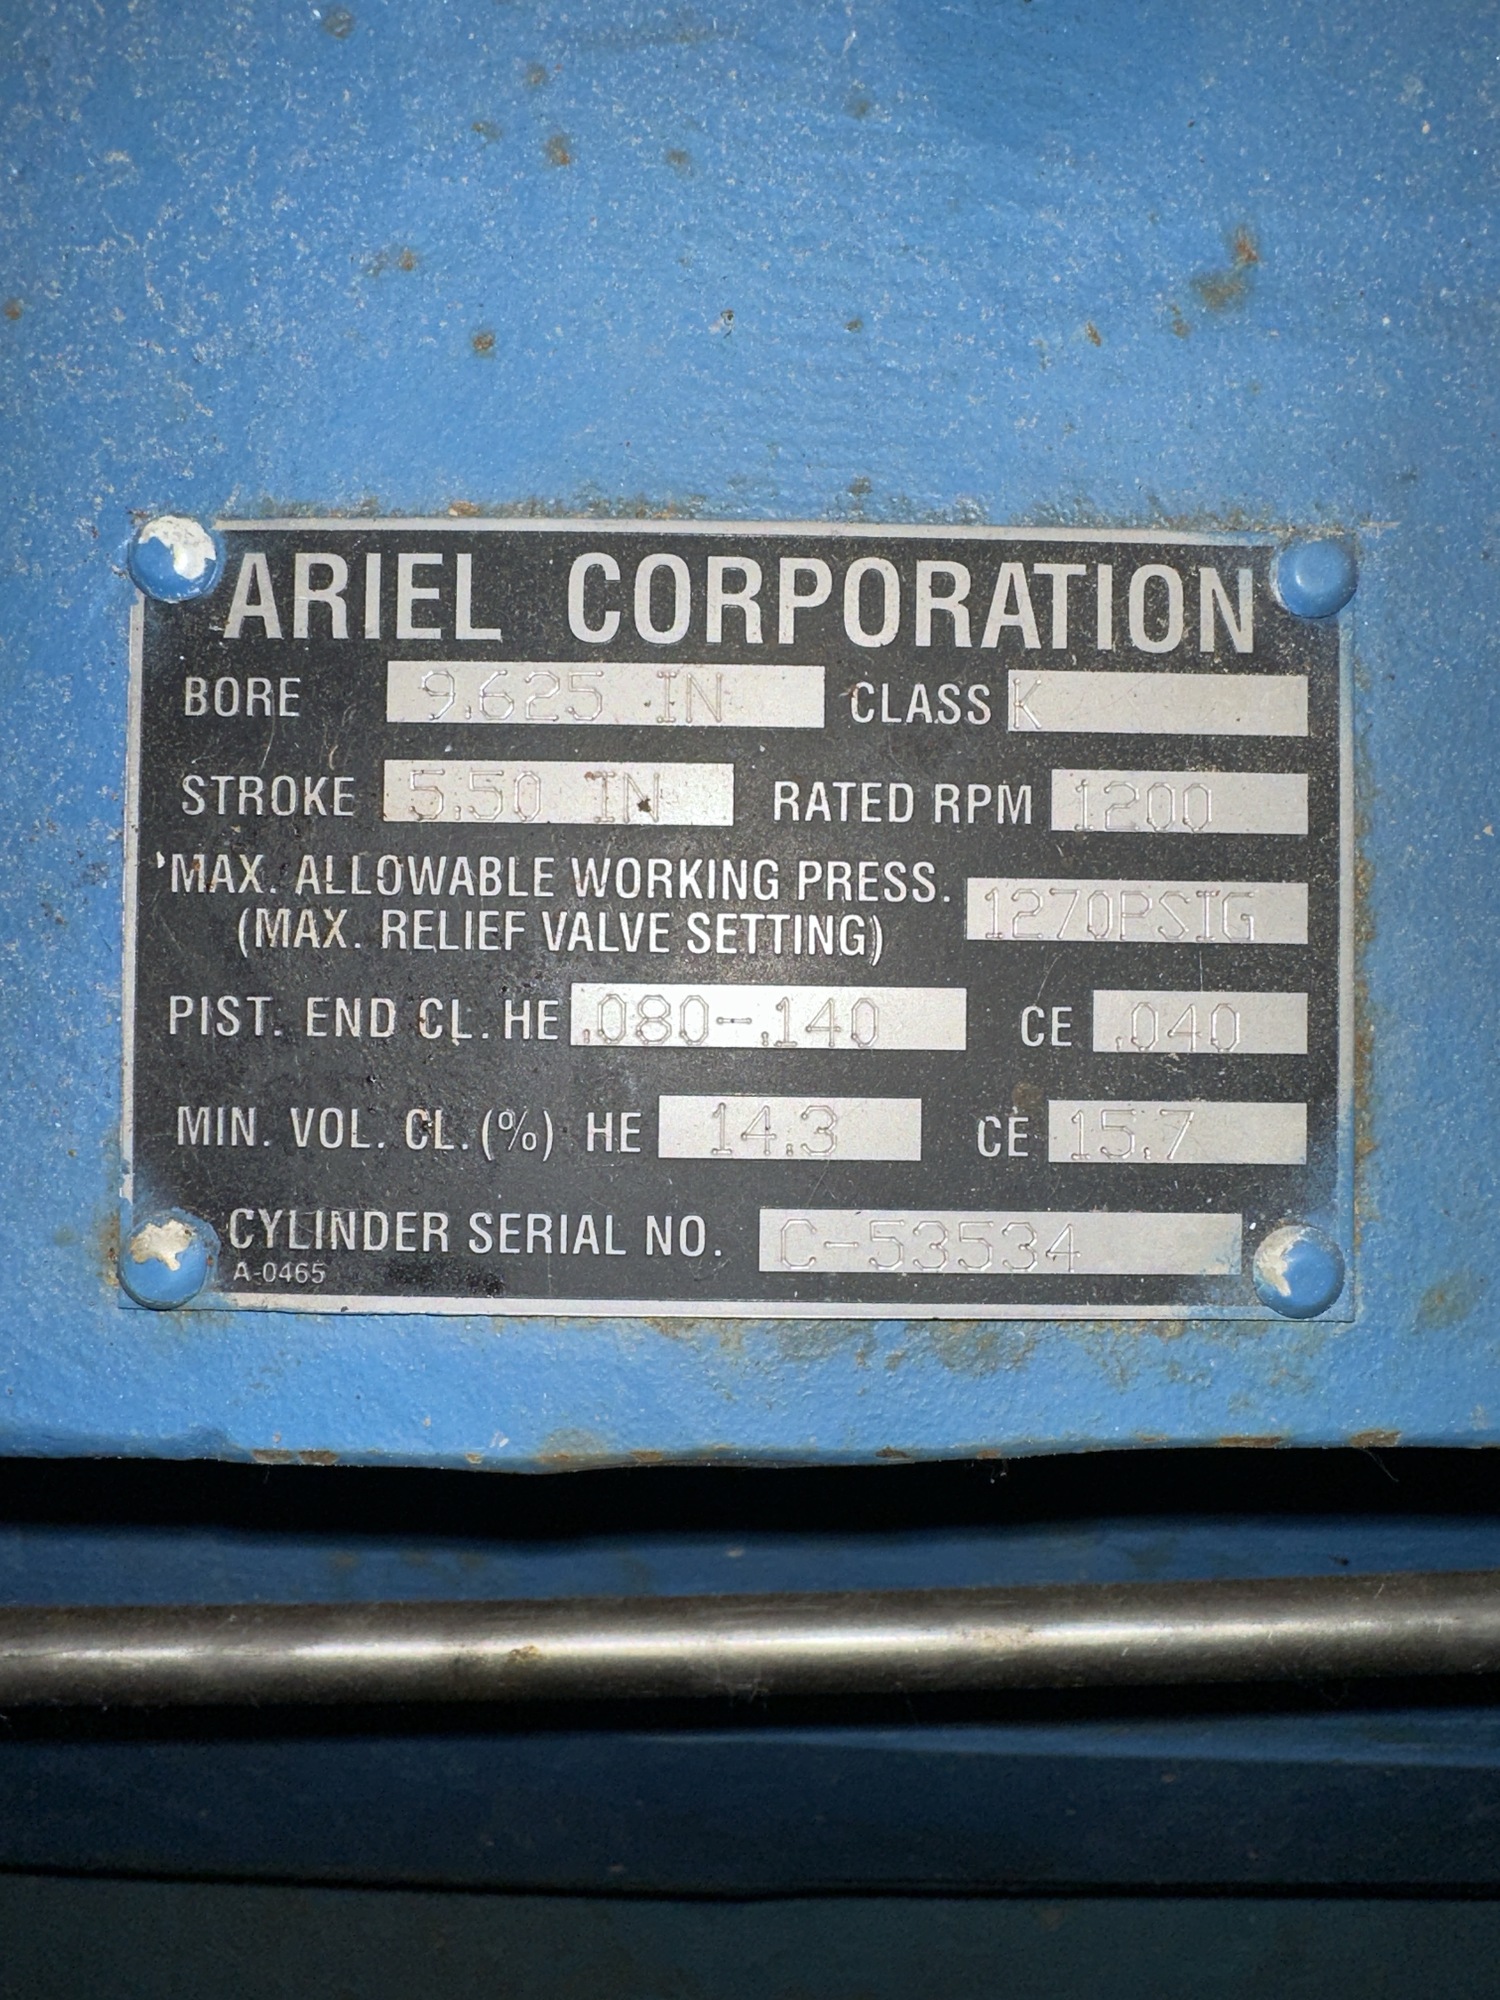 ARIEL CORPORATION
BORE 9.625 IN CLASS K
STROKE 5.50 IN RATED RPM 1200
MAX. ALLOWABLE WORKING PRESS. 1270PSIG
(MAX. RELIEF VALVE SETTING)
PIST. END CL. HE .080-.140 CE .040
MIN. VOL. CL. (%) HE 14.3 CE 15.7
CYLINDER SERIAL NO. C-53534
A-0465